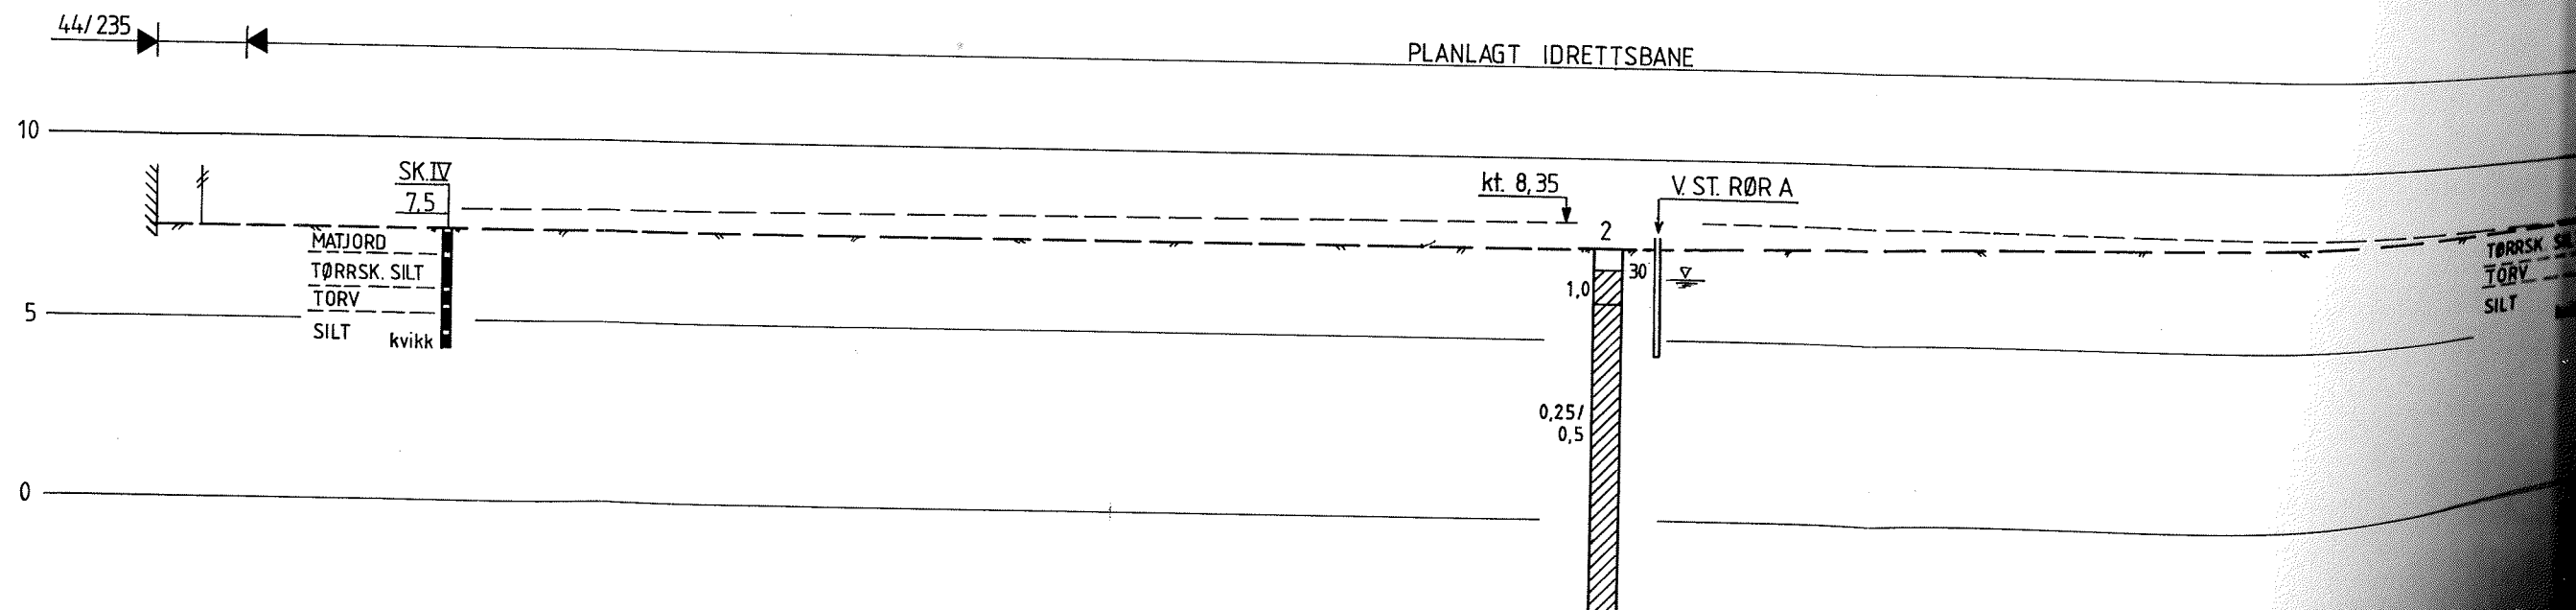 44/235
PLANLAGT IDRETTSBANE
10
SK.IV
7,5
kt. 8,35
V. ST. RØR A
2
MATJORD
TØRRSK. SILT
TORV
SILT
kvikk
30
1,0
TØRRSK
TORV
SILT
5
0,25/
0,5
0